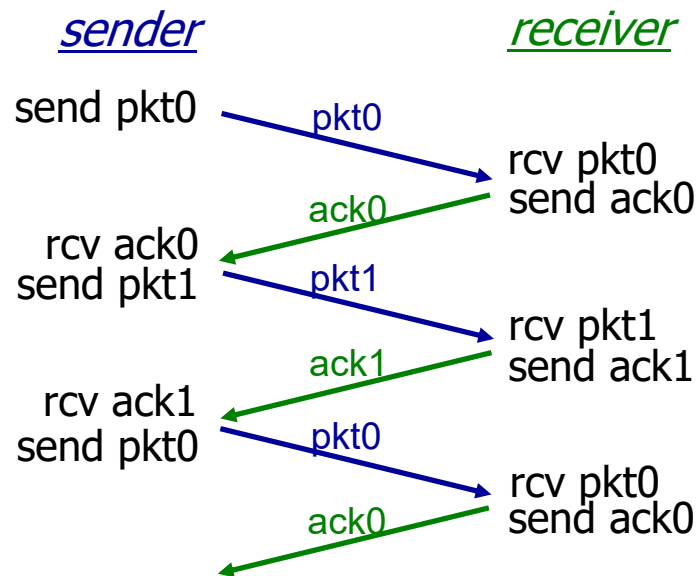 sender
receiver
send pkt0
pkt0
rcv pkt0
send ack0
ack0
rcv ack0
send pkt1
pkt1
rcv pkt1
send ack1
ack1
rcv ack1
send pkt0
pkt0
rcv pkt0
send ack0
ack0